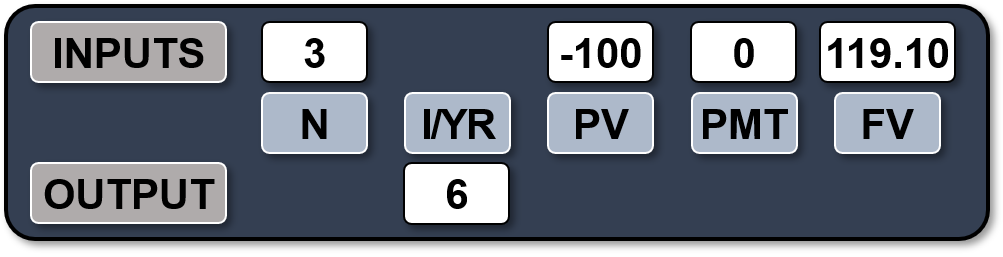 INPUTS 3 -100 0 119.10
N I/YR PV PMT FV
OUTPUT 6